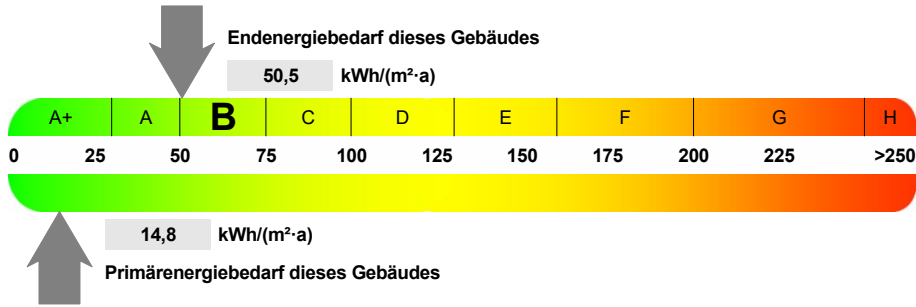 Endenergiebedarf dieses Gebäudes
50,5 kWh/(m²·a)
A+ A B C D E F G H
0 25 50 75 100 125 150 175 200 225 >250
14,8 kWh/(m²·a)
Primärenergiebedarf dieses Gebäudes